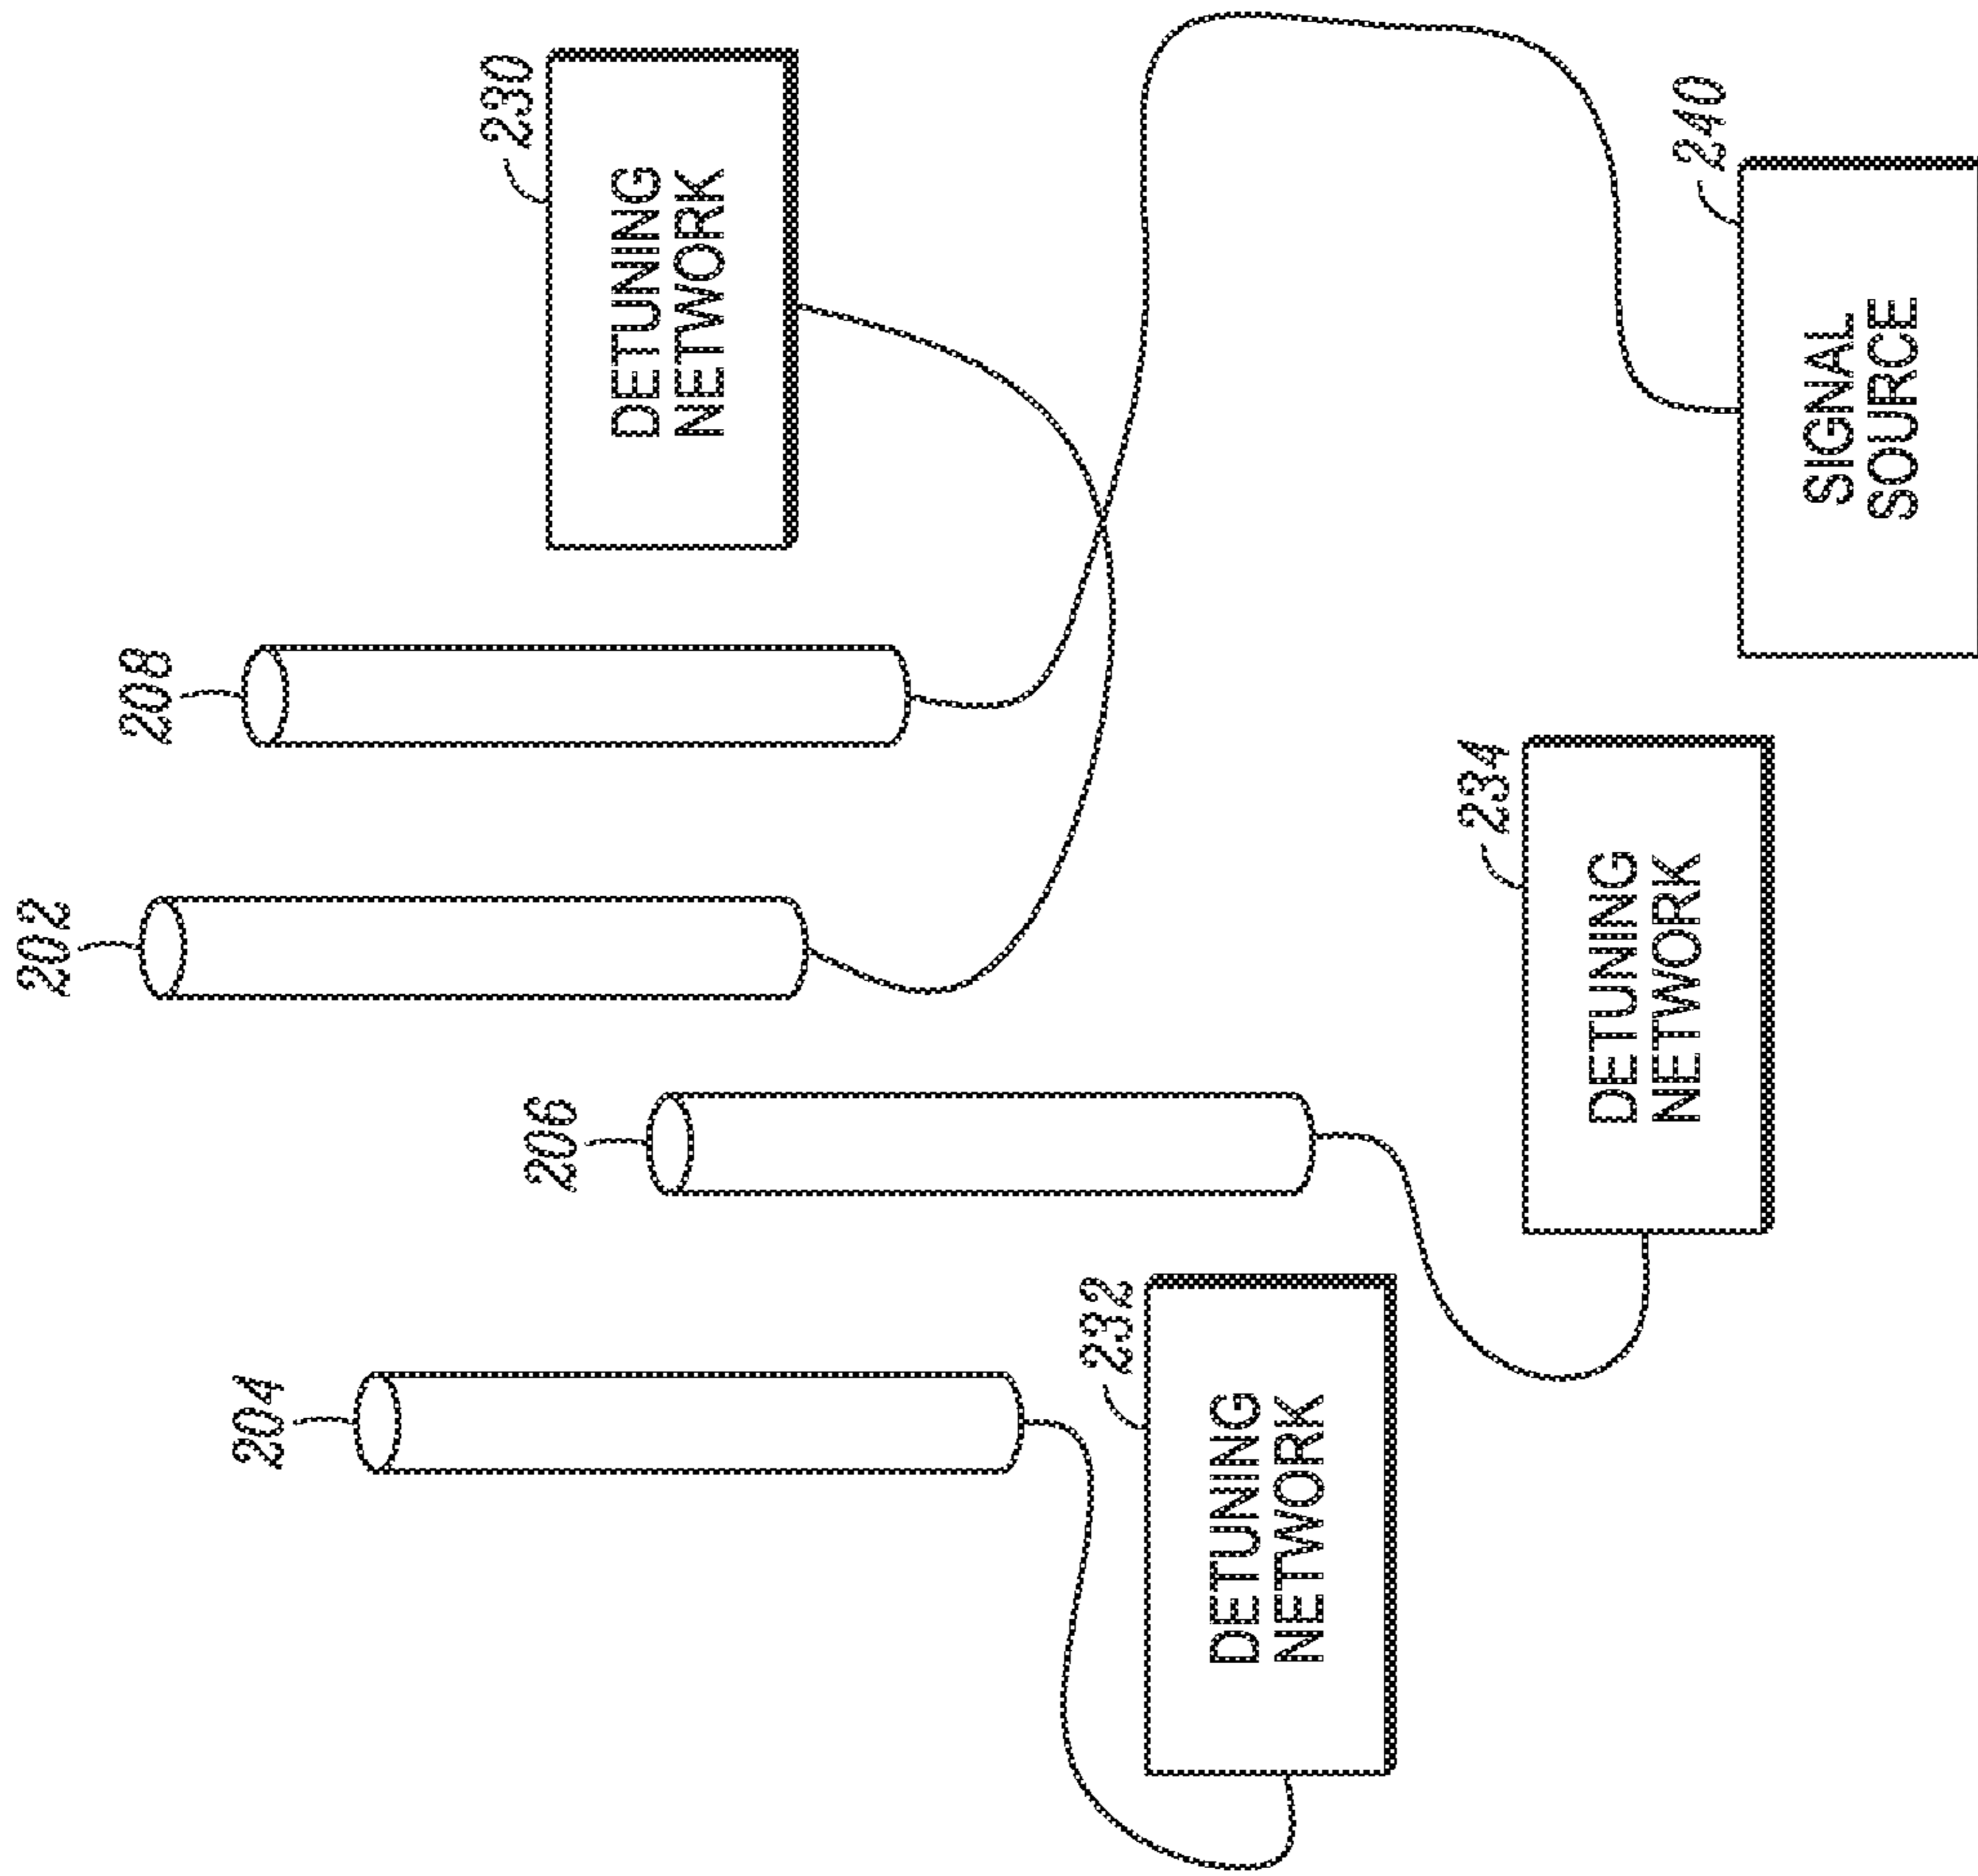 202
204
206
208
230
DETUNING
NETWORK
232
DETUNING
NETWORK
234
DETUNING
NETWORK
240
SIGNAL
SOURCE